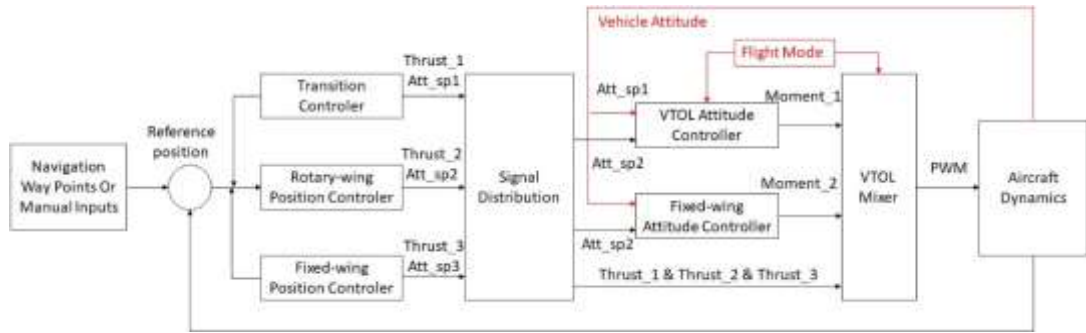 Vehicle Attitude
Flight Mode
Thrust_1
Att_sp1
Transition
Controler
Att_sp1
Moment_1
VTOL Attitude
Controller
Reference
position
Navigation
Way Points Or
Manual Inputs
Thrust_2
Att_sp2
Rotary-wing
Position Controler
Signal
Distribution
Att_sp2
Moment_2
VTOL
Mixer
PWM
Aircraft
Dynamics
Fixed-wing
Attitude Controller
Thrust_3
Att_sp3
Att_sp2
Fixed-wing
Position Controler
Thrust_1 & Thrust_2 & Thrust_3